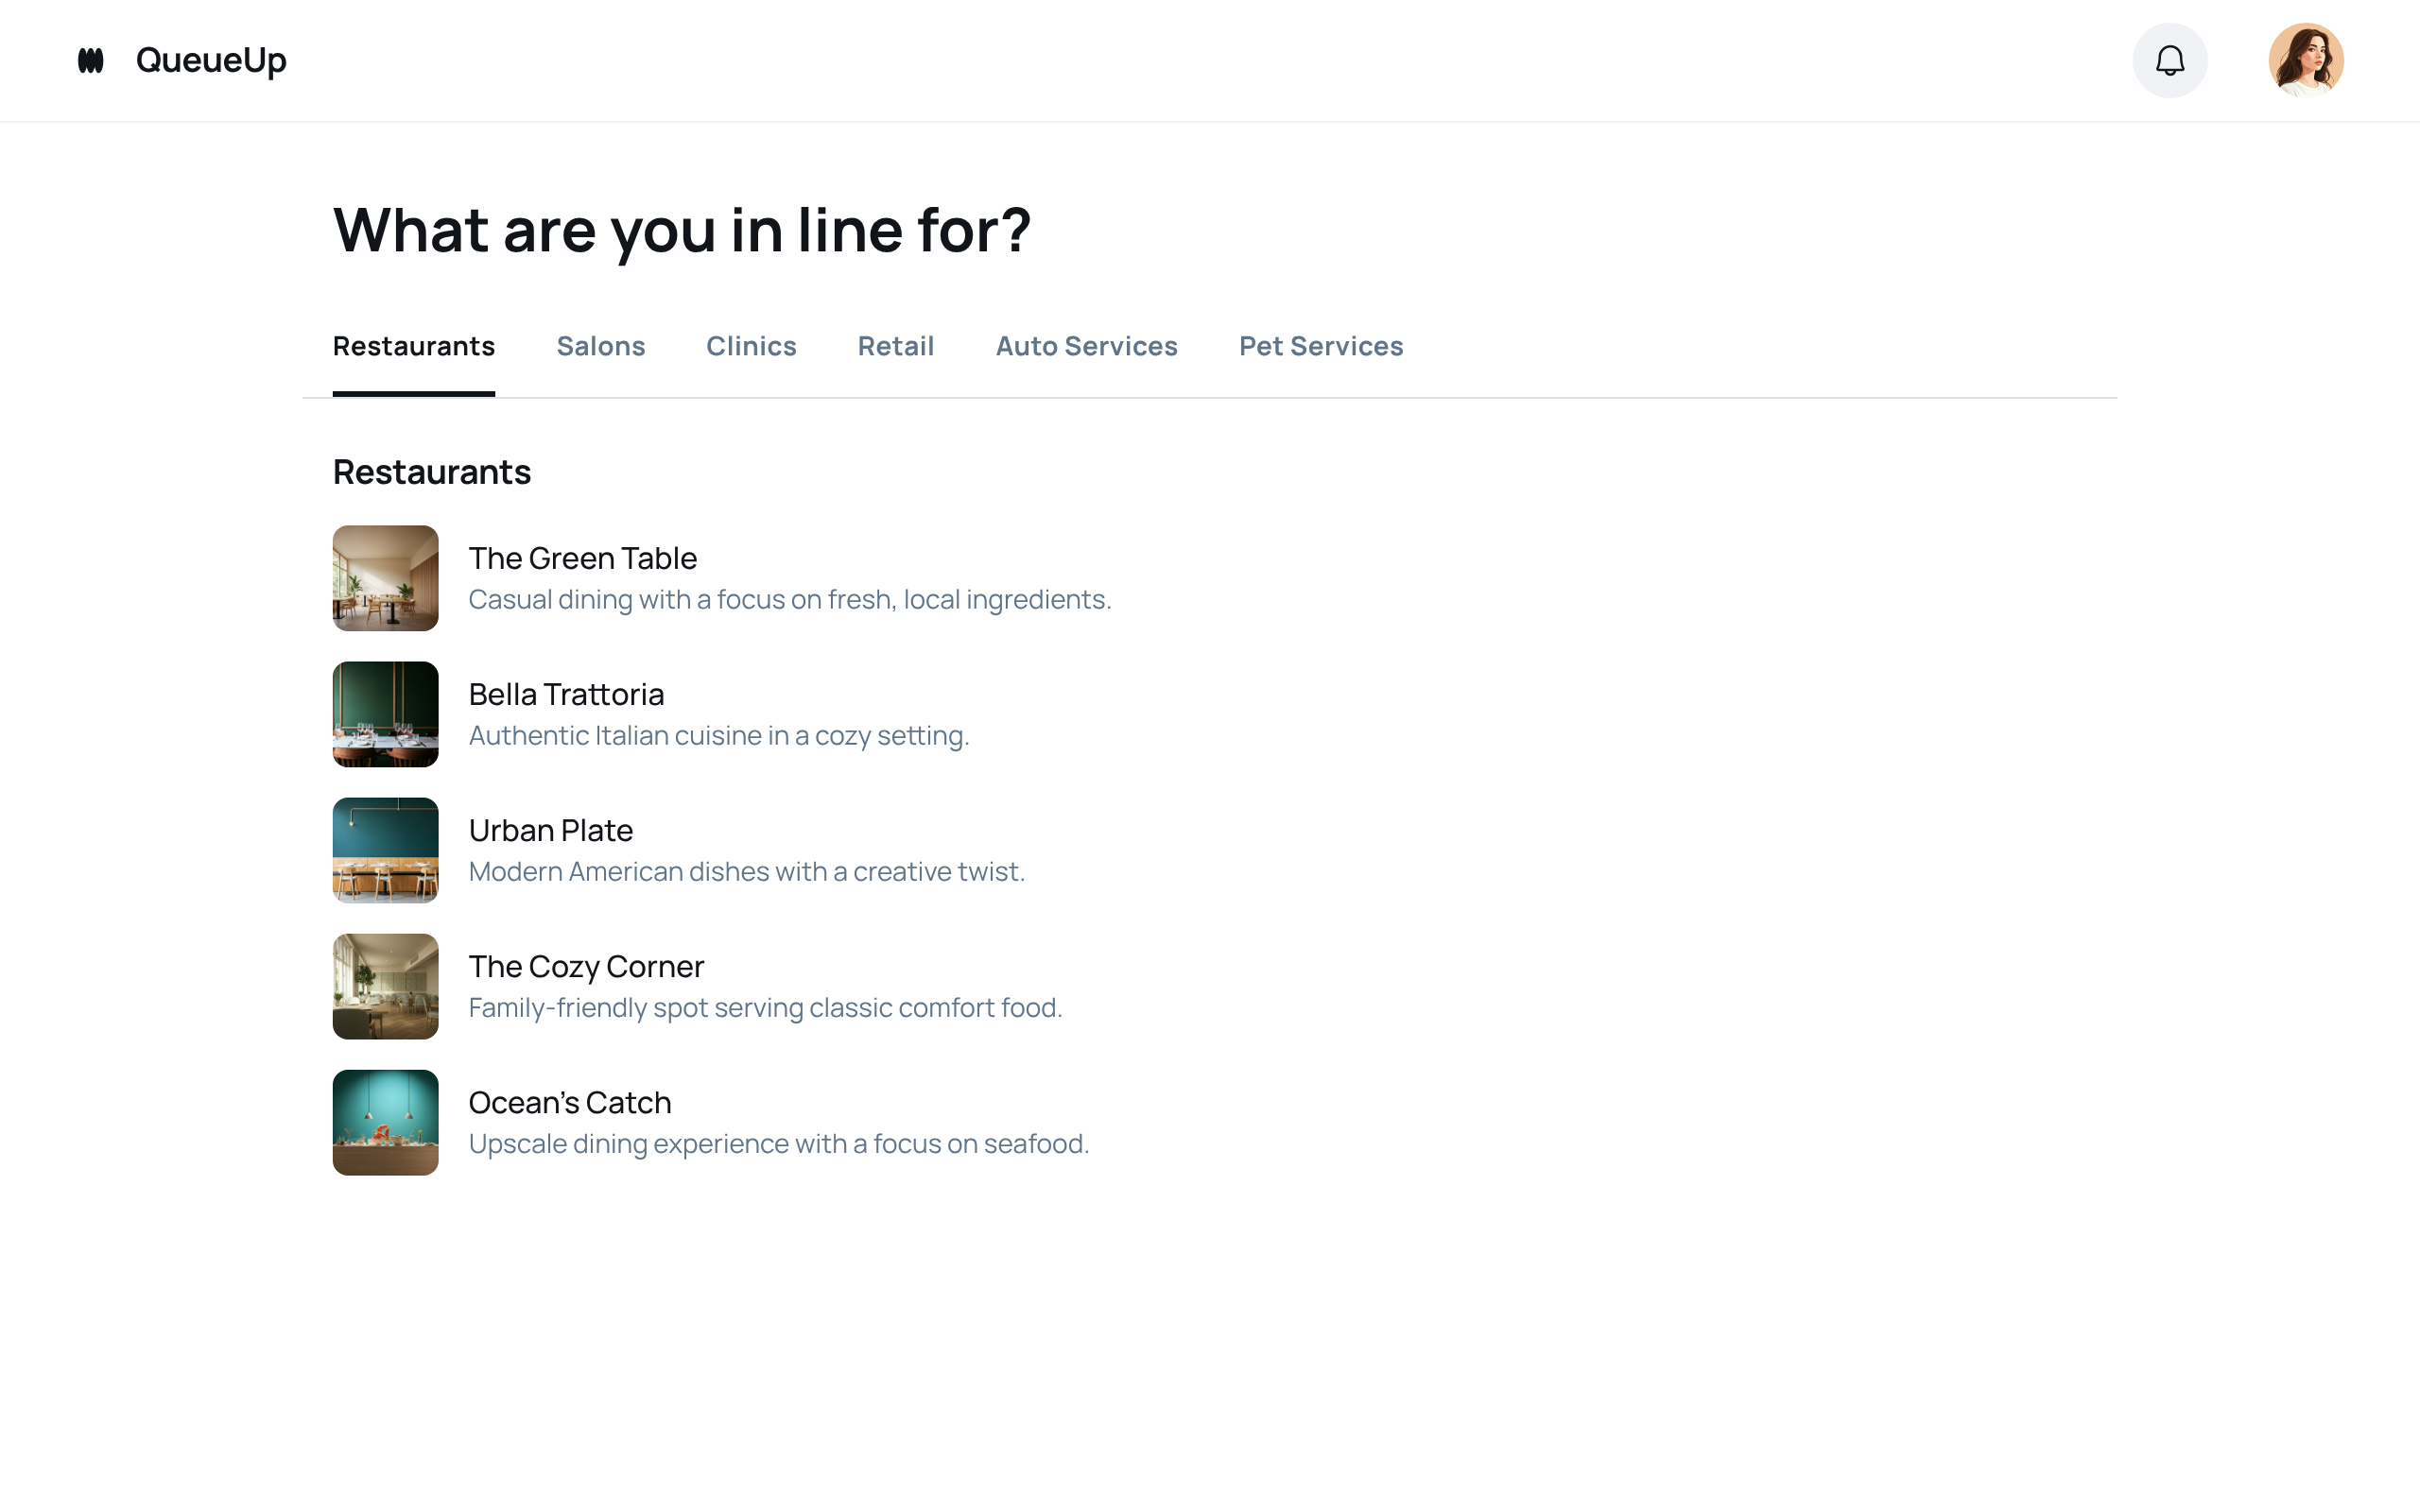 QueueUp
What are you in line for?
Restaurants Salons Clinics Retail Auto Services Pet Services
Restaurants
The Green Table
Casual dining with a focus on fresh, local ingredients.
Bella Trattoria
Authentic Italian cuisine in a cozy setting.
Urban Plate
Modern American dishes with a creative twist.
The Cozy Corner
Family-friendly spot serving classic comfort food.
Ocean’s Catch
Upscale dining experience with a focus on seafood.